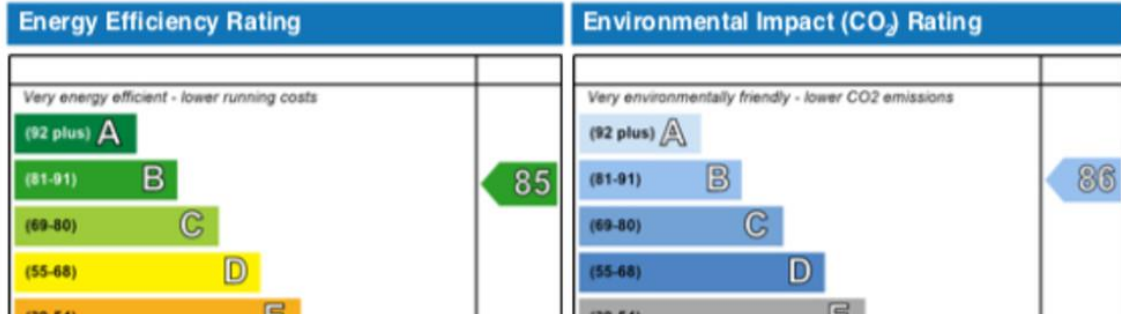 Energy Efficiency Rating
Very energy efficient - lower running costs
(92 plus) A
(81-91) B
85
(69-80) C
(55-68) D
Environmental Impact (CO₂) Rating
Very environmentally friendly - lower CO2 emissions
(92 plus) A
(81-91) B
86
(69-80) C
(55-68) D